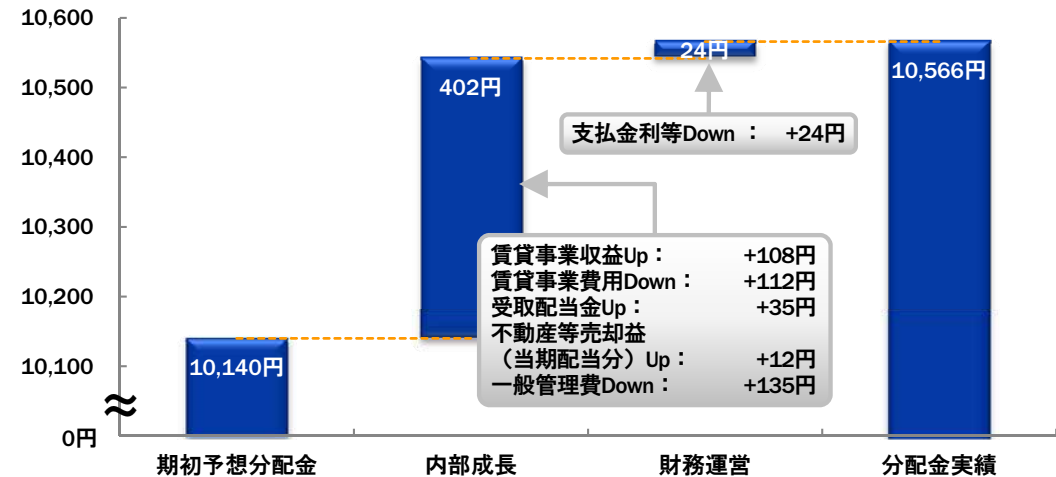 10,600
10,500
10,400
10,300
10,200
10,100
0円
10,140円
402円
24円
10,566円
支払金利等Down : +24円
賃貸事業収益Up: +108円
賃貸事業費用Down: +112円
受取配当金Up: +35円
不動産等売却益
（当期配当分）Up: +12円
一般管理費Down: +135円
期初予想分配金 内部成長 財務運営 分配金実績